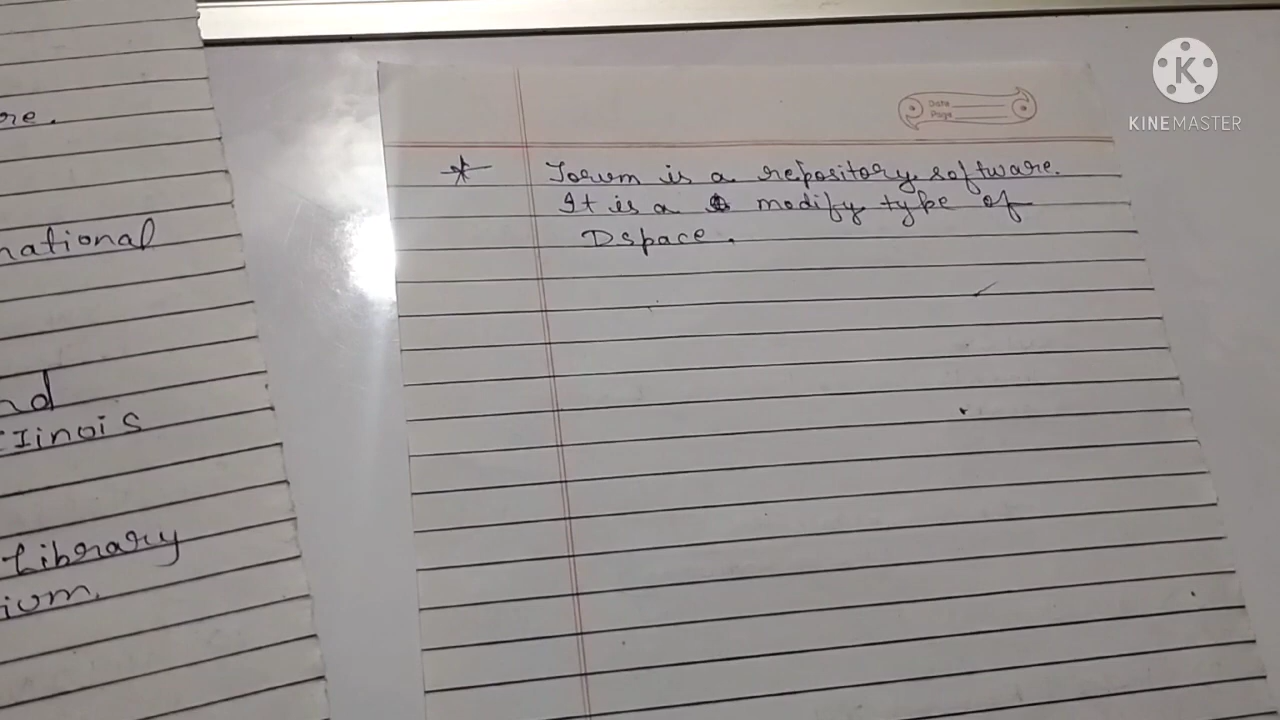 re.
national
nd
Ilinois
Library
ium.
Date
Page
* Jorum is a repository software.
It is a modify type of
Dspace.
K
KINEMASTER